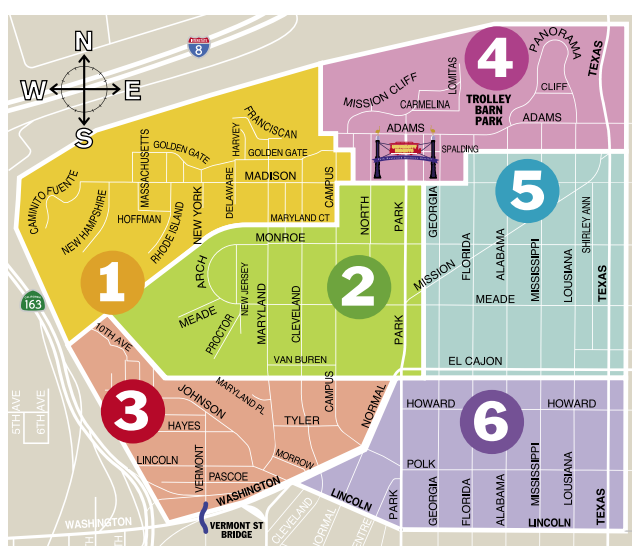 N
W E
S
INTERSTATE
8
4
PANORAMA
TEXAS
MISSION CLIFF
LOMITAS
CARMELINA
CLIFF
TROLLEY
BARN
PARK
ADAMS
ADAMS
SPALDING
FRANCISCAN
HARVEY
MASSACHUSETTS
GOLDEN GATE
GOLDEN GATE
MADISON
CAMPUS
CAMINITO FUENTE
NEW HAMPSHIRE
HOFFMAN
RHODE ISLAND
NEW YORK
DELAWARE
MARYLAND CT
1
5
GEORGIA
FLORIDA
ALABAMA
MISSISSIPPI
LOUSIANA
SHIRLEY ANN
TEXAS
MISSION
MEADE
EL CAJON
NORTH
PARK
MONROE
ARCH
2
MEADE
PROCTOR
NEW JERSEY
MARYLAND
CLEVELAND
PARK
VAN BUREN
163
10TH AVE
3
JOHNSON
MARYLAND PL
CAMPUS
NORMAL
HAYES
TYLER
LINCOLN
VERMONT
PASCOE
MORROW
WASHINGTON
5TH AVE
6TH AVE
WASHINGTON
VERMONT ST
BRIDGE
CLEVELAND
NORMAL
CENTRE
6
HOWARD
HOWARD
POLK
LINCOLN
PARK
GEORGIA
FLORIDA
ALABAMA
MISSISSIPPI
LOUSIANA
TEXAS
LINCOLN